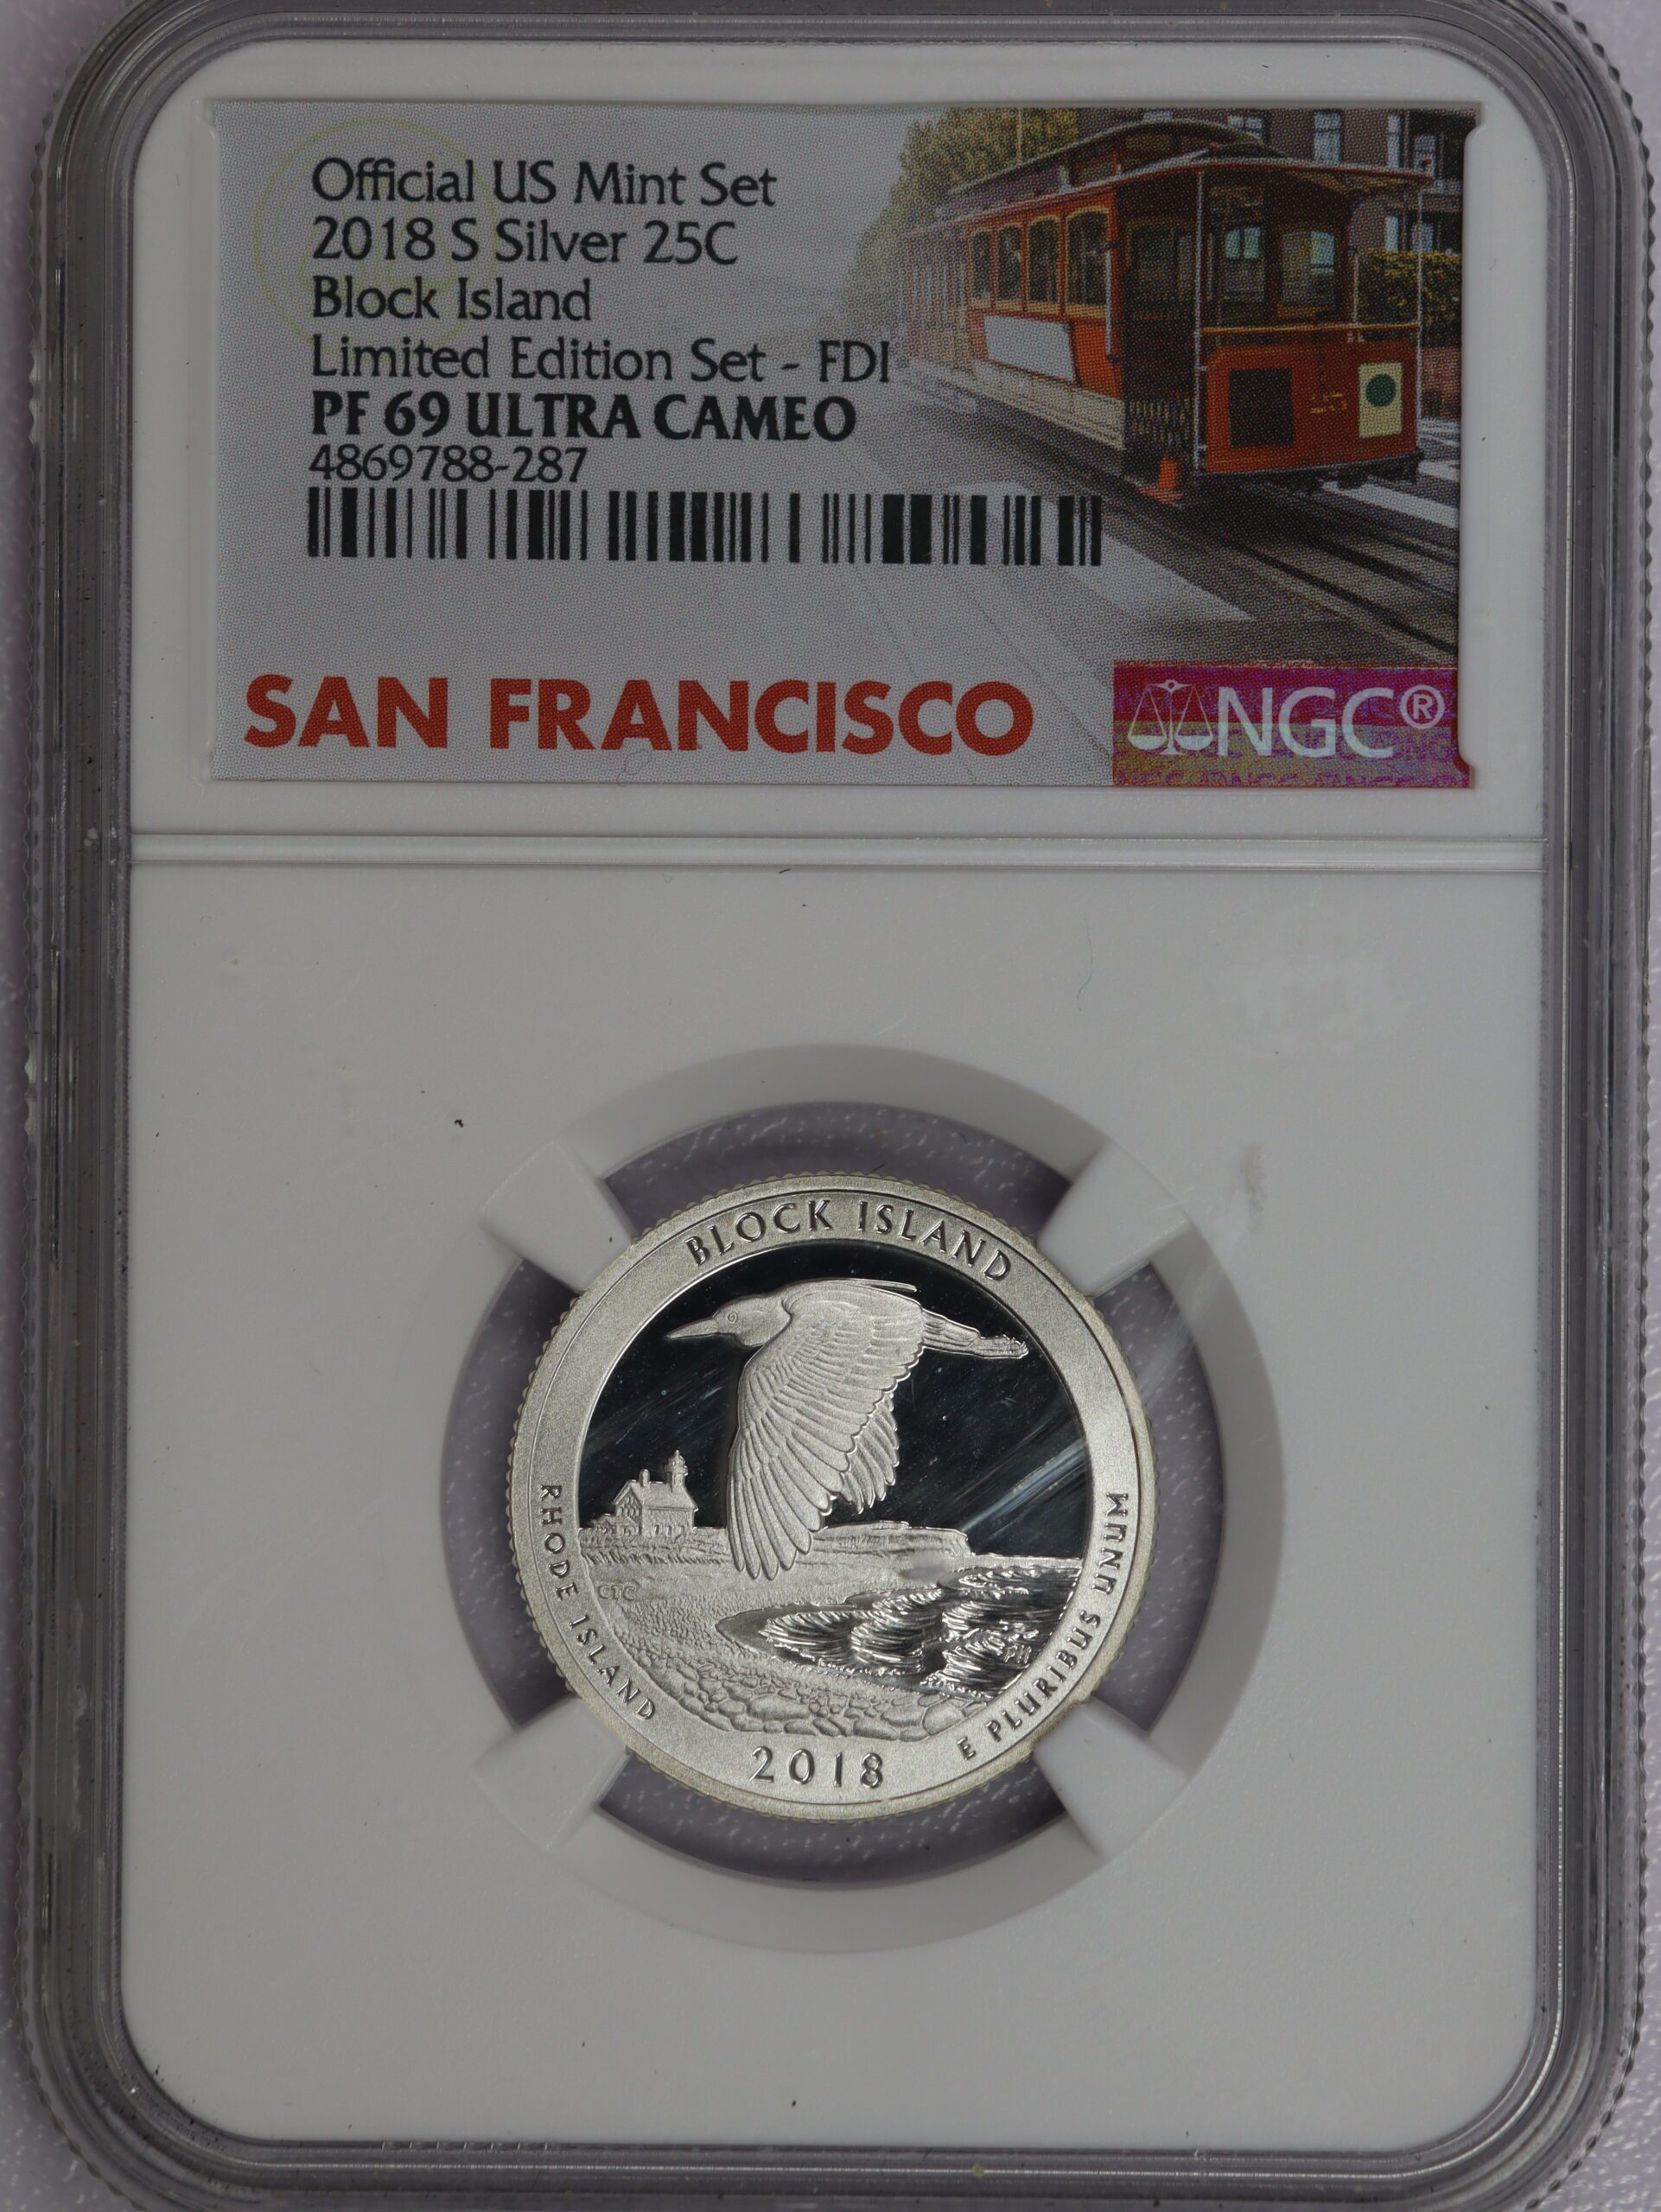 Official US Mint Set
2018 S Silver 25C
Block Island
Limited Edition Set - FDI
PF 69 ULTRA CAMEO
4869788-287
SAN FRANCISCO
NGC®
BLOCK ISLAND
RHODE ISLAND
CTC
PH
2018
E PLURIBUS UNUM